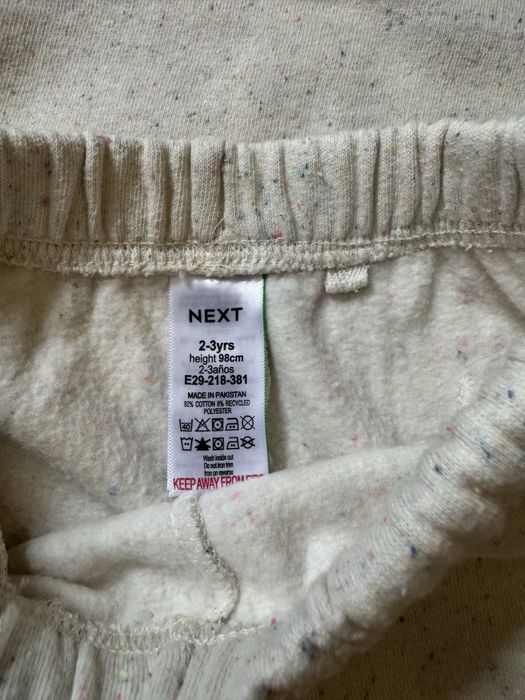 NEXT
2-3yrs
height 98cm
2-3años
E29-218-381
MADE IN PAKISTAN
92% COTTON 8% RECYCLED
POLYESTER
40
Wash inside out
Do not iron trim
Iron on reverse
KEEP AWAY FROM FIRE